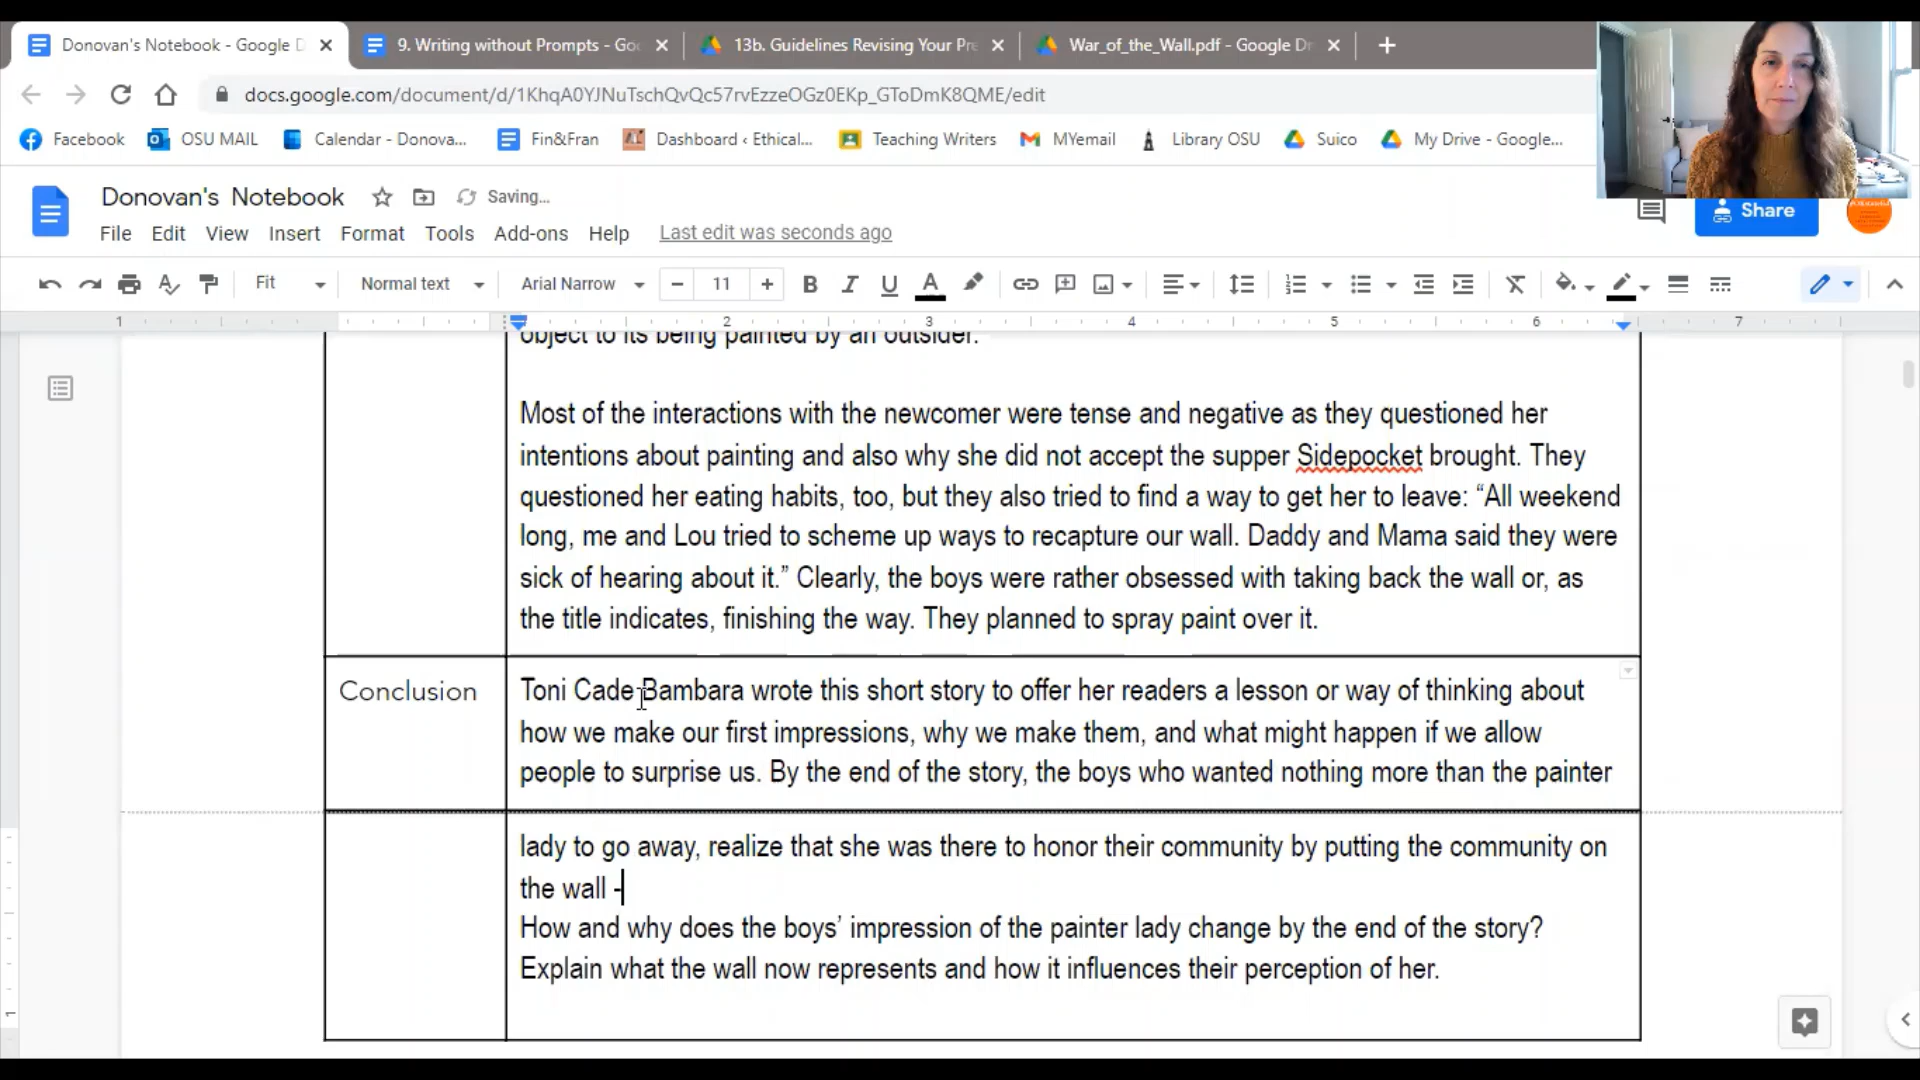 Donovan's Notebook - Google D
9. Writing without Prompts - Goo
13b. Guidelines Revising Your Pre
War_of_the_Wall.pdf - Google Dr
docs.google.com/document/d/1KhqA0YJNuTschQvQc57rvEzzeOGz0EKp_GToDmK8QME/edit
Facebook OSU MAIL Calendar - Donova... Fin&Fran Dashboard ‹ Ethical... Teaching Writers MYemail Library OSU Suico My Drive - Google...
Donovan's Notebook Saving...
File Edit View Insert Format Tools Add-ons Help Last edit was seconds ago
Share
Fit Normal text Arial Narrow 11 B I U A
1 1 2 3 4 5 6 7
object to its being painted by an outsider.
Most of the interactions with the newcomer were tense and negative as they questioned her
intentions about painting and also why she did not accept the supper Sidepocket brought. They
questioned her eating habits, too, but they also tried to find a way to get her to leave: “All weekend
long, me and Lou tried to scheme up ways to recapture our wall. Daddy and Mama said they were
sick of hearing about it.” Clearly, the boys were rather obsessed with taking back the wall or, as
the title indicates, finishing the way. They planned to spray paint over it.
Conclusion
Toni Cade Bambara wrote this short story to offer her readers a lesson or way of thinking about
how we make our first impressions, why we make them, and what might happen if we allow
people to surprise us. By the end of the story, the boys who wanted nothing more than the painter
lady to go away, realize that she was there to honor their community by putting the community on
the wall -
How and why does the boys’ impression of the painter lady change by the end of the story?
Explain what the wall now represents and how it influences their perception of her.